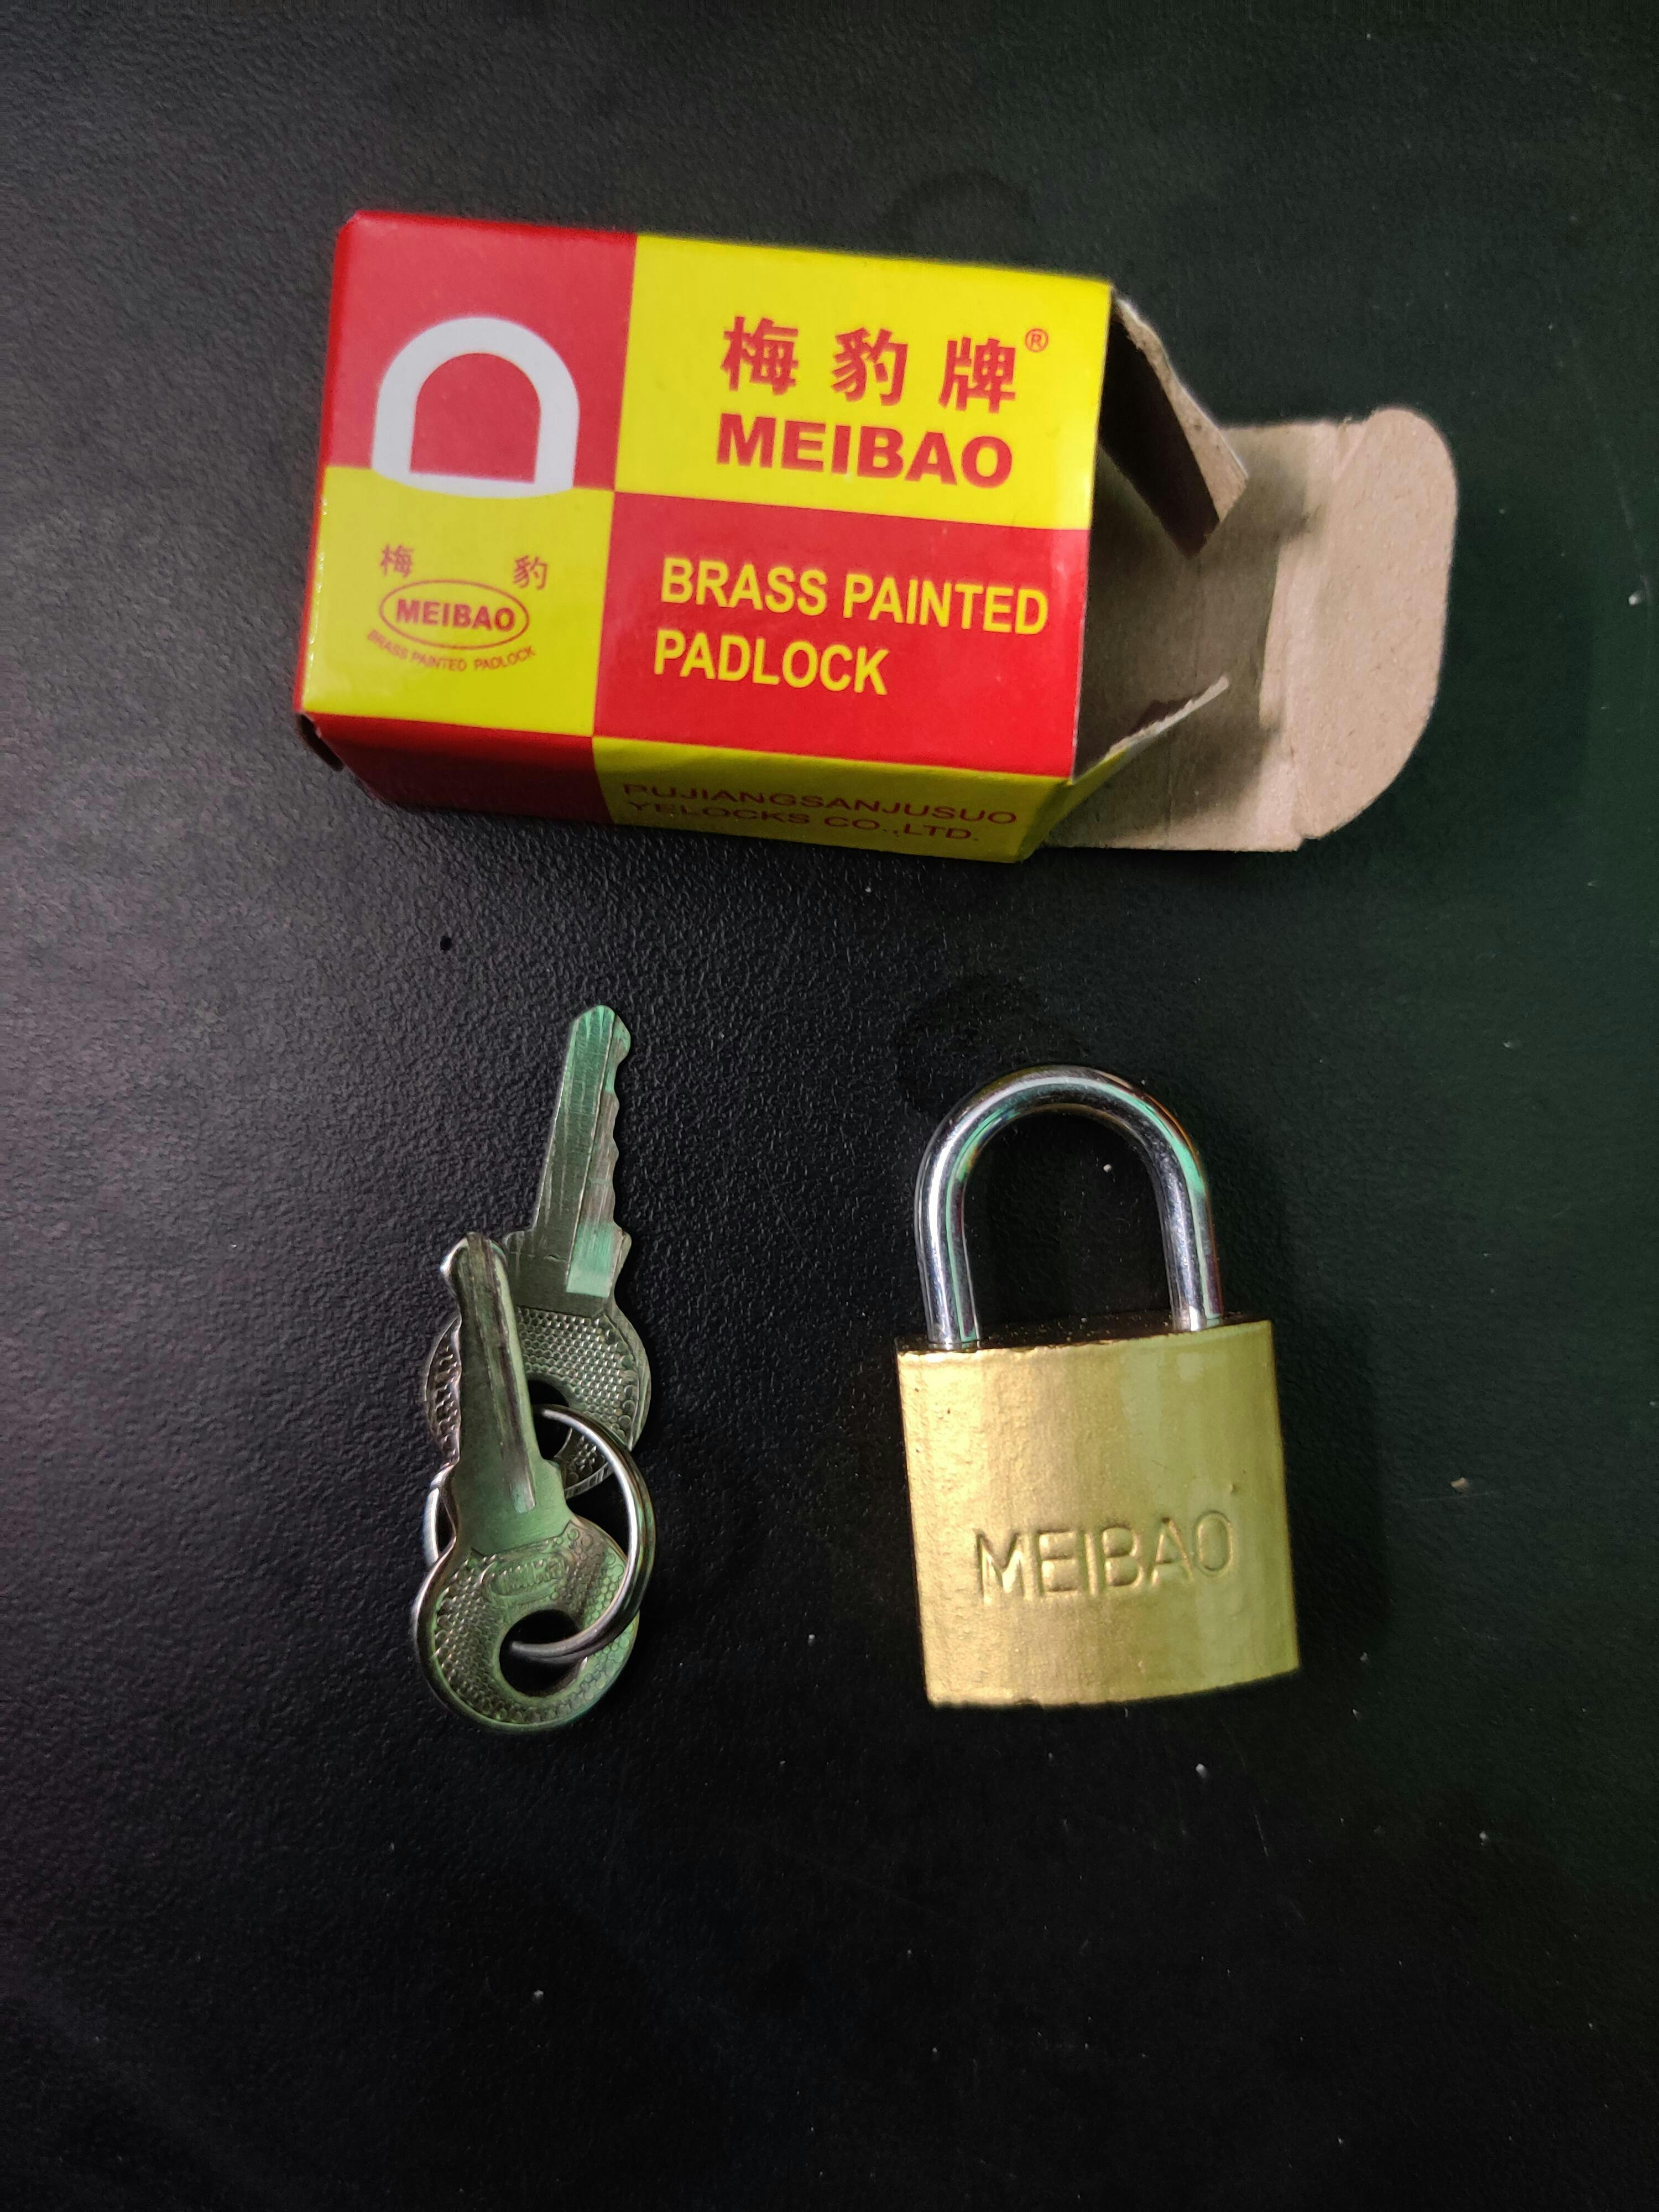 梅豹牌®
MEIBAO
BRASS PAINTED
PADLOCK
梅 豹
MEIBAO
BRASS PAINTED PADLOCK
PUJIANGSANJUSUO
YELOCKS CO.,LTD.
MEIBAO